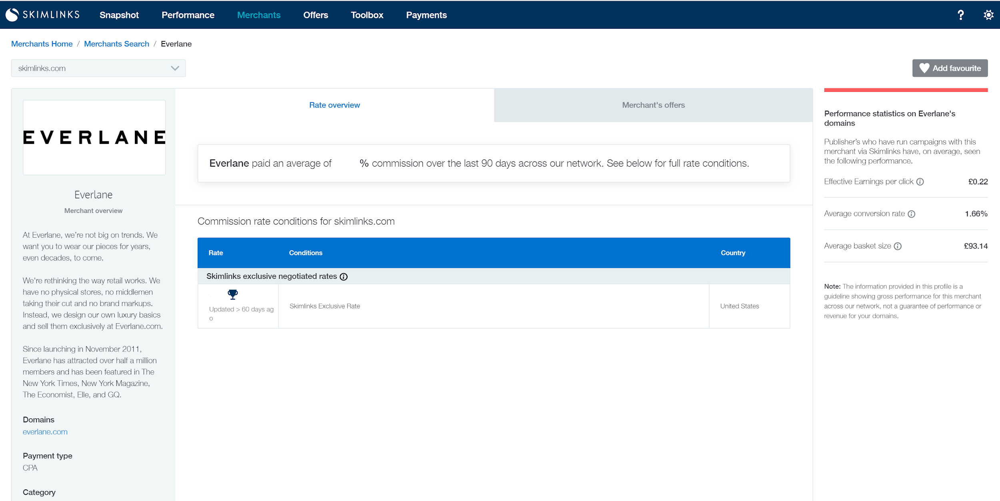 SKIMLINKS Snapshot Performance Merchants Offers Toolbox Payments ?
Merchants Home / Merchants Search / Everlane
skimlinks.com
Add favourite
EVERLANE
Everlane
Merchant overview
At Everlane, we're not big on trends. We
want you to wear our pieces for years,
even decades, to come.
We're rethinking the way retail works. We
have no physical stores, no middlemen
taking their cut and no brand markups.
Instead, we design our own luxury basics
and sell them exclusively at Everlane.com.
Since launching in November 2011,
Everlane has attracted over half a million
members and has been featured in The
New York Times, New York Magazine,
The Economist, Elle, and GQ.
Domains
everlane.com
Payment type
CPA
Category
Rate overview
Merchant's offers
Everlane paid an average of % commission over the last 90 days across our network. See below for full rate conditions.
Commission rate conditions for skimlinks.com
Rate Conditions Country
Skimlinks exclusive negotiated rates
Updated > 60 days ag
o
Skimlinks Exclusive Rate
United States
Performance statistics on Everlane's
domains
Publisher's who have run campaigns with this
merchant via Skimlinks have, on average, seen
the following performance.
Effective Earnings per click £0.22
Average conversion rate 1.66%
Average basket size £93.14
Note: The information provided in this profile is a
guideline showing gross performance for this merchant
across our network, not a guarantee of performance or
revenue for your domains.